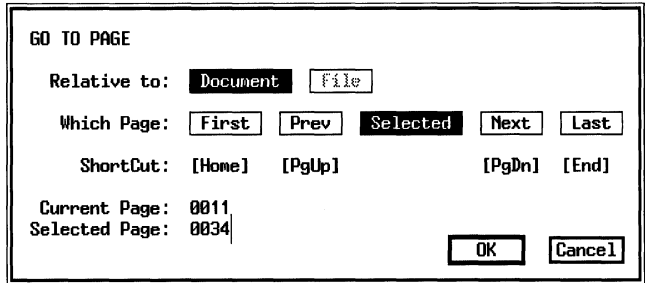 GO TO PAGE
Relative to: Document File
Which Page: First Prev Selected Next Last
ShortCut: [Home] [PgUp] [PgDn] [End]
Current Page: 0011
Selected Page: 0034
OK Cancel